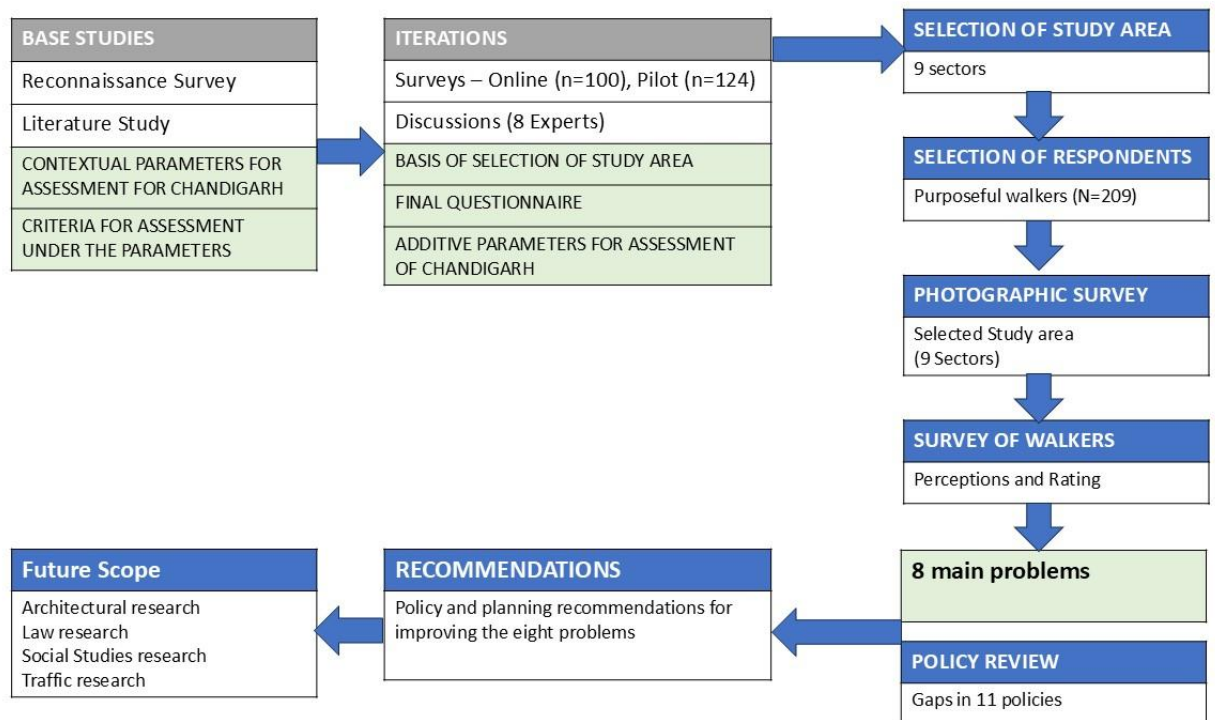 BASE STUDIES
Reconnaissance Survey
Literature Study
CONTEXTUAL PARAMETERS FOR
ASSESSMENT FOR CHANDIGARH
CRITERIA FOR ASSESSMENT
UNDER THE PARAMETERS
ITERATIONS
Surveys – Online (n=100), Pilot (n=124)
Discussions (8 Experts)
BASIS OF SELECTION OF STUDY AREA
FINAL QUESTIONNAIRE
ADDITIVE PARAMETERS FOR ASSESSMENT
OF CHANDIGARH
SELECTION OF STUDY AREA
9 sectors
SELECTION OF RESPONDENTS
Purposeful walkers (N=209)
PHOTOGRAPHIC SURVEY
Selected Study area
(9 Sectors)
SURVEY OF WALKERS
Perceptions and Rating
8 main problems
POLICY REVIEW
Gaps in 11 policies
RECOMMENDATIONS
Policy and planning recommendations for
improving the eight problems
Future Scope
Architectural research
Law research
Social Studies research
Traffic research